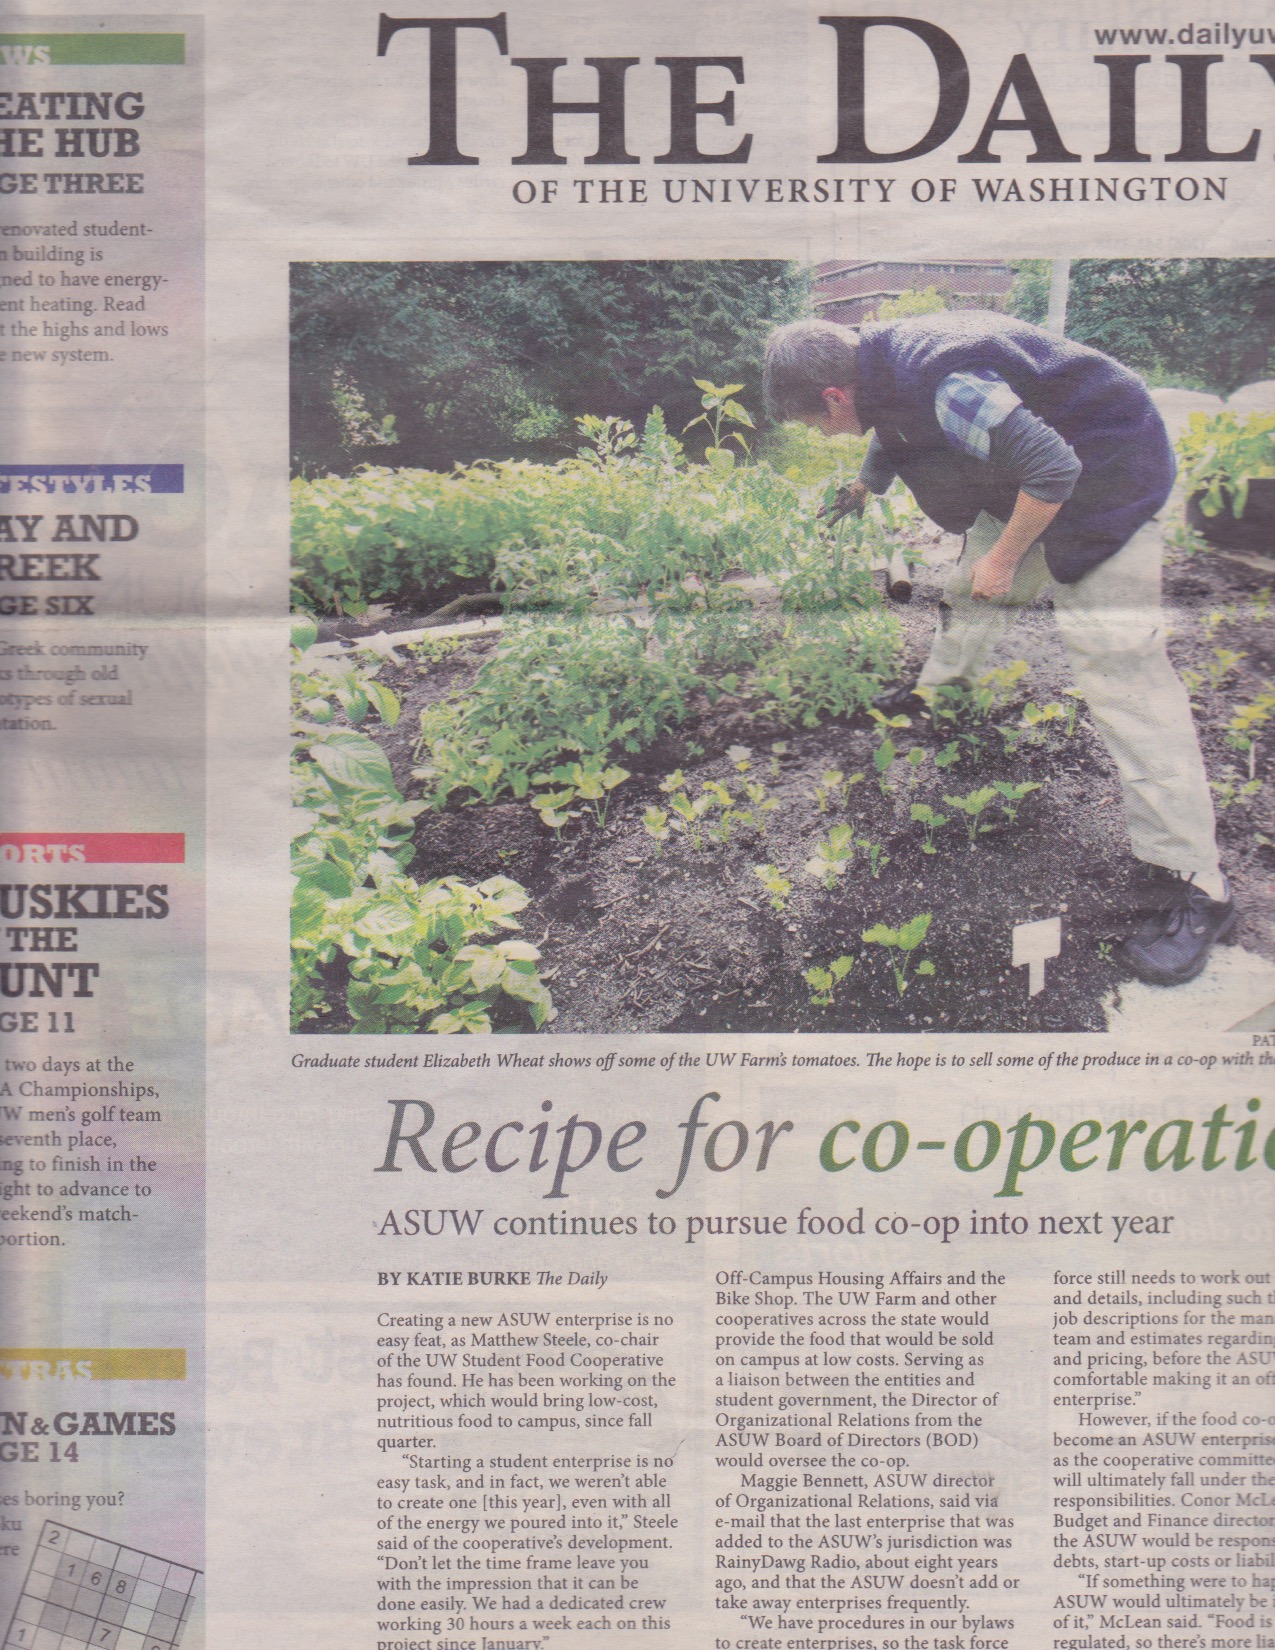 www.dailyuw
THE DAILY
OF THE UNIVERSITY OF WASHINGTON
WS
EATING
HE HUB
GE THREE
enovated student-
n building is
ned to have energy-
ent heating. Read
t the highs and lows
e new system.
FESTYLES
AY AND
REEK
GE SIX
Greek community
ks through old
otypes of sexual
tation.
ORTS
USKIES
THE
UNT
GE 11
two days at the
A Championships,
W men's golf team
seventh place,
ing to finish in the
ight to advance to
eekend's match-
portion.
TRAS
N & GAMES
GE 14
es boring you?
ku
ere
2
1 6 8
7
1
PAT
Graduate student Elizabeth Wheat shows off some of the UW Farm's tomatoes. The hope is to sell some of the produce in a co-op with th
Recipe for co-operatio
ASUW continues to pursue food co-op into next year
BY KATIE BURKE The Daily
Creating a new ASUW enterprise is no
easy feat, as Matthew Steele, co-chair
of the UW Student Food Cooperative
has found. He has been working on the
project, which would bring low-cost,
nutritious food to campus, since fall
quarter.
“Starting a student enterprise is no
easy task, and in fact, we weren't able
to create one [this year], even with all
of the energy we poured into it,” Steele
said of the cooperative's development.
“Don't let the time frame leave you
with the impression that it can be
done easily. We had a dedicated crew
working 30 hours a week each on this
project since January.”
Off-Campus Housing Affairs and the
Bike Shop. The UW Farm and other
cooperatives across the state would
provide the food that would be sold
on campus at low costs. Serving as
a liaison between the entities and
student government, the Director of
Organizational Relations from the
ASUW Board of Directors (BOD)
would oversee the co-op.
Maggie Bennett, ASUW director
of Organizational Relations, said via
e-mail that the last enterprise that was
added to the ASUW's jurisdiction was
RainyDawg Radio, about eight years
ago, and that the ASUW doesn't add or
take away enterprises frequently.
“We have procedures in our bylaws
to create enterprises, so the task force
force still needs to work out
and details, including such t
job descriptions for the man
team and estimates regardin
and pricing, before the ASU
comfortable making it an off
enterprise.”
However, if the food co-o
become an ASUW enterpris
as the cooperative committe
will ultimately fall under the
responsibilities. Conor McLe
Budget and Finance director
the ASUW would be respons
debts, start-up costs or liabil
“If something were to hap
ASUW would ultimately be i
of it,” McLean said. “Food is
regulated, so there's more lia